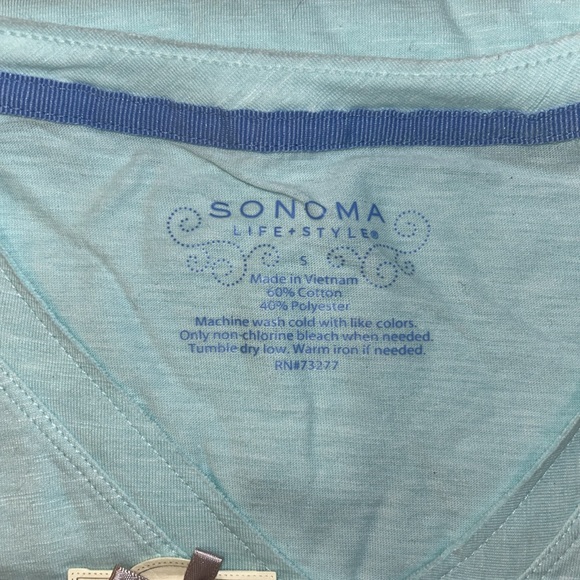 SONOMA
LIFE+STYLE®
S
Made in Vietnam
60% Cotton
40% Polyester
Machine wash cold with like colors.
Only non-chlorine bleach when needed.
Tumble dry low. Warm iron if needed.
RN#73277